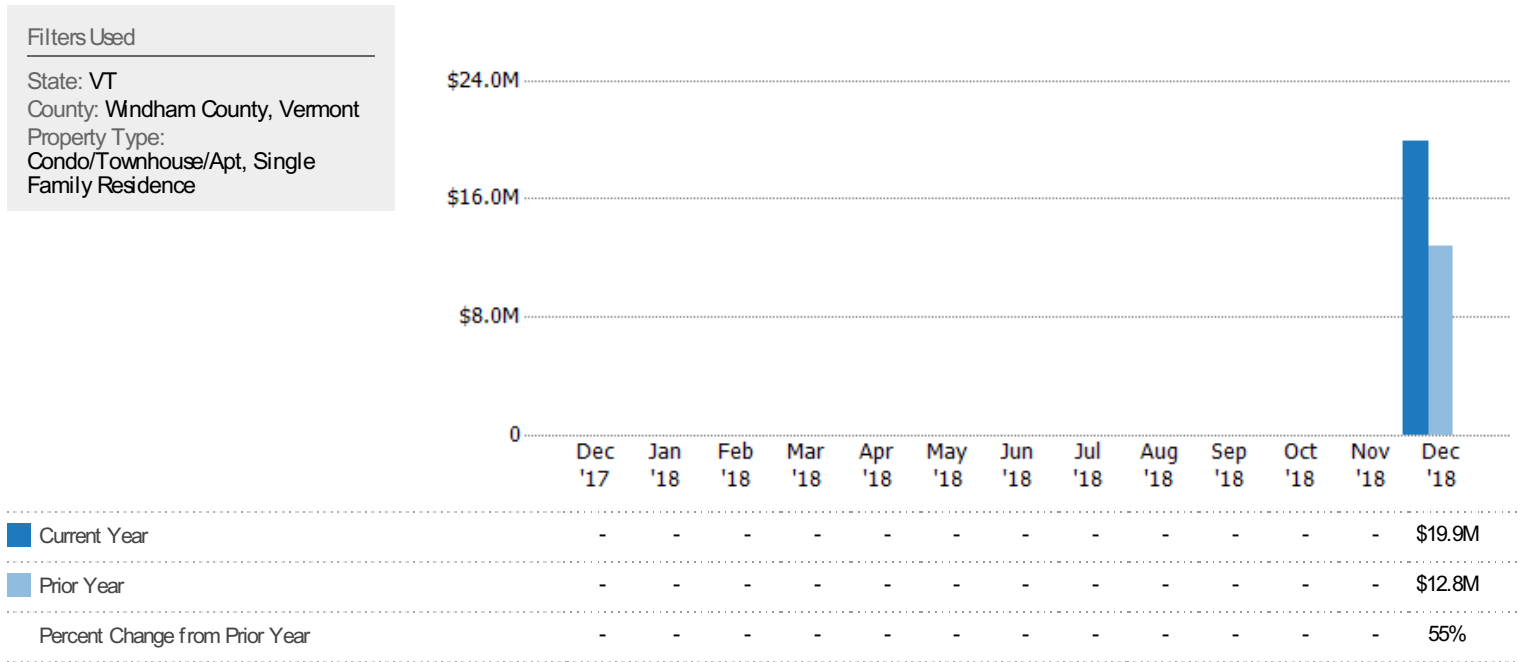 Filters Used
State: VT
County: Windham County, Vermont
Property Type:
Condo/Townhouse/Apt, Single
Family Residence
$24.0M
$16.0M
$8.0M
0
Dec Jan Feb Mar Apr May Jun Jul Aug Sep Oct Nov Dec
'17 '18 '18 '18 '18 '18 '18 '18 '18 '18 '18 '18 '18
Current Year - - - - - - - - - - - - $19.9M
Prior Year - - - - - - - - - - - - $12.8M
Percent Change from Prior Year - - - - - - - - - - - - 55%